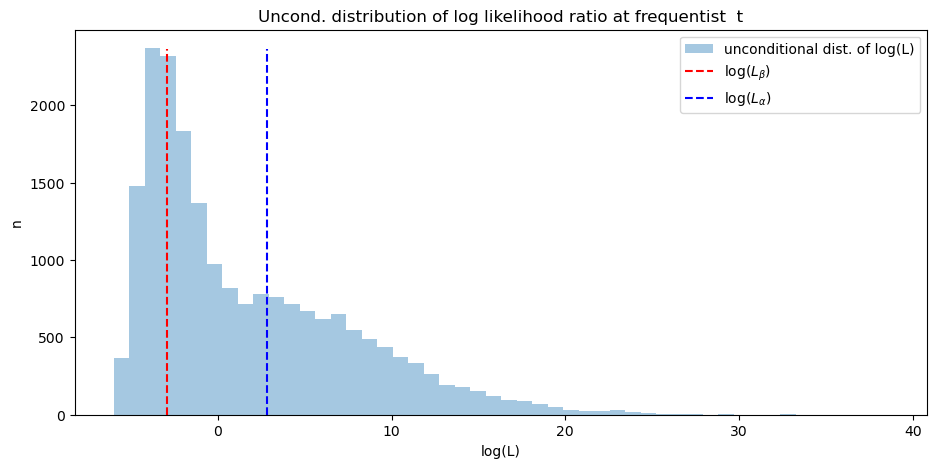 Uncond. distribution of log likelihood ratio at frequentist  t
unconditional dist. of log(L)
log(L_β)
log(L_α)
2000
1500
1000
500
0
n
0 10 20 30 40
log(L)